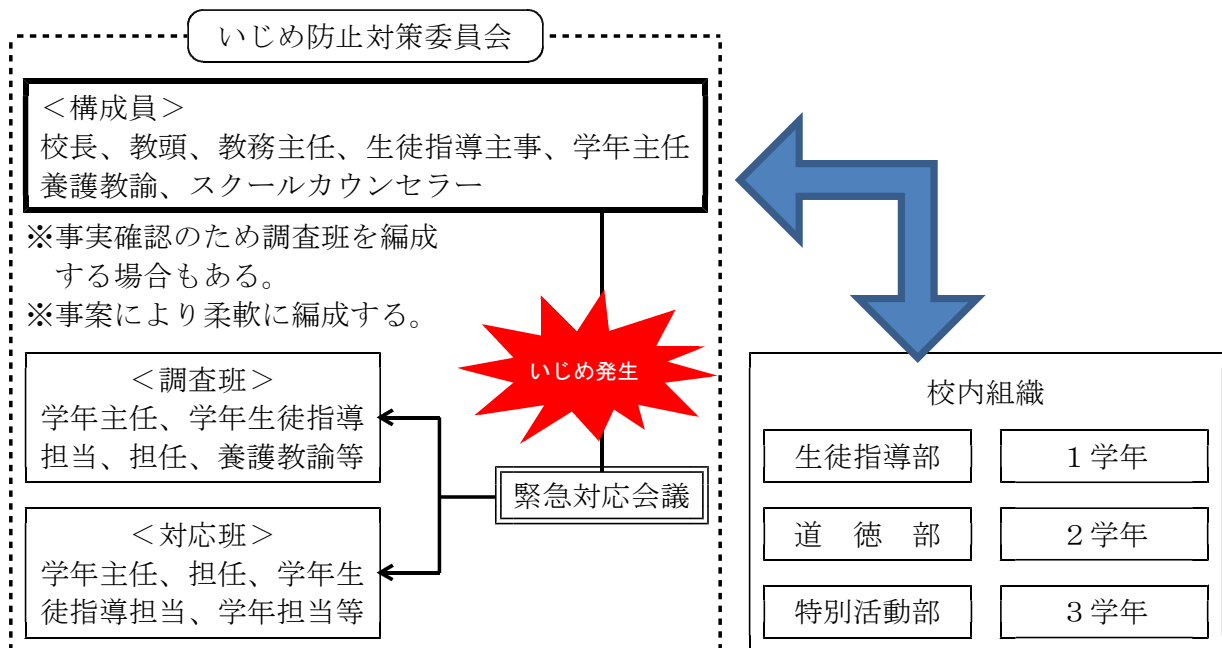 いじめ防止対策委員会
＜構成員＞
校長、教頭、教務主任、生徒指導主事、学年主任
養護教諭、スクールカウンセラー
※事実確認のため調査班を編成
する場合もある。
※事案により柔軟に編成する。
いじめ発生
＜調査班＞
学年主任、学年生徒指導
担当、担任、養護教諭等
緊急対応会議
＜対応班＞
学年主任、担任、学年生
徒指導担当、学年担当等
校内組織
生徒指導部
１学年
道　徳　部
２学年
特別活動部
３学年